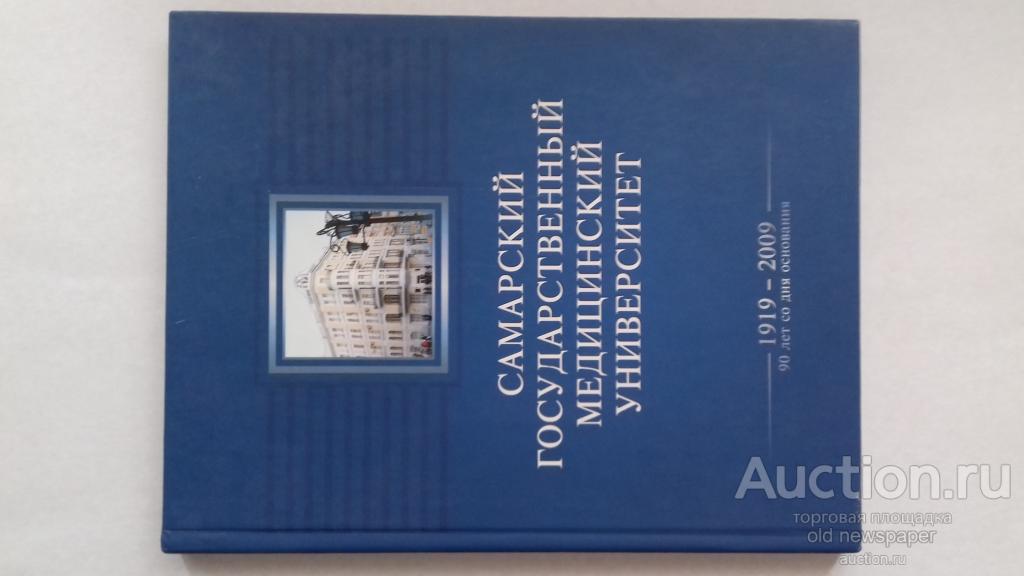 САМАРСКИЙ
ГОСУДАРСТВЕННЫЙ
МЕДИЦИНСКИЙ
УНИВЕРСИТЕТ
1919 – 2009
90 лет со дня основания
Auction.ru
торговая площадка
old newspaper
auction.ru